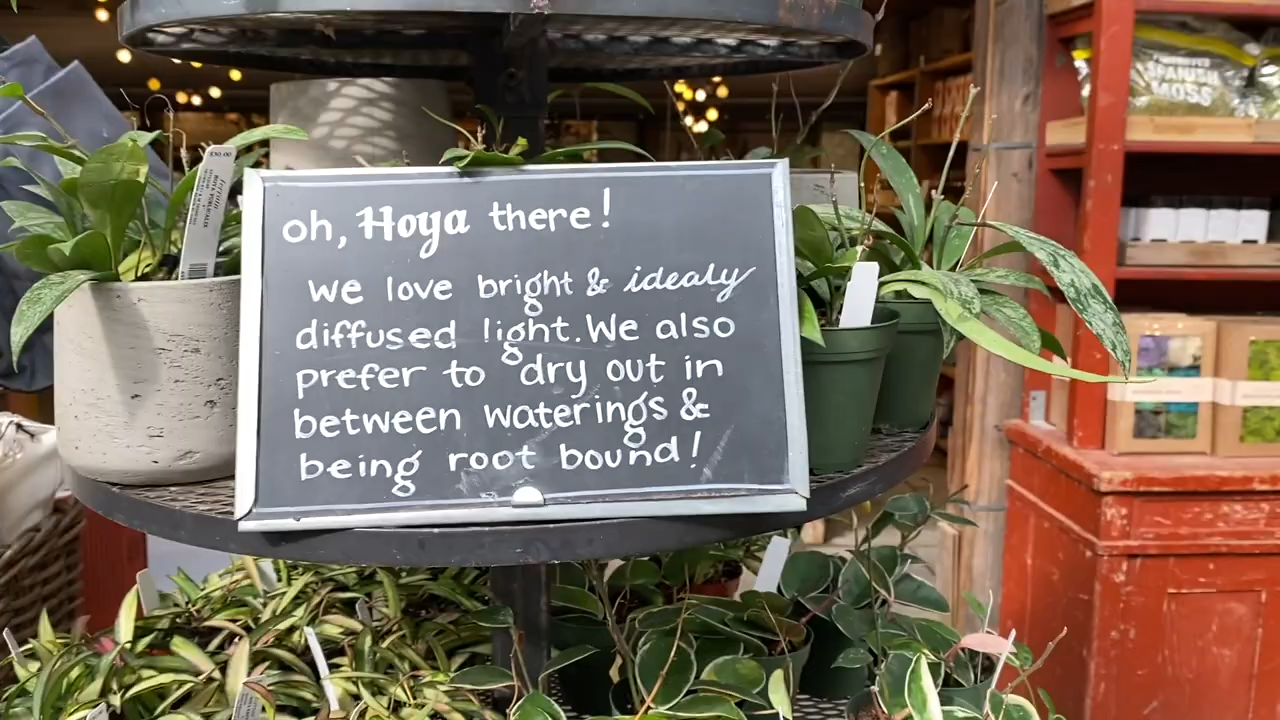 oh, Hoya there!
we love bright & idealy
diffused light. We also
prefer to dry out in
between waterings &
being root bound!
SPANISH
MOSS